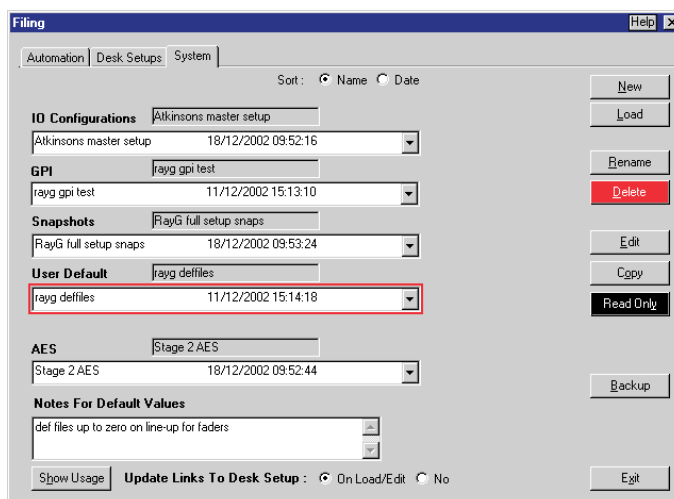 Filing Help X
Automation Desk Setups System
Sort : Name Date
New
IO Configurations Atkinsons master setup
Load
Atkinsons master setup 18/12/2002 09:52:16
GPI rayg gpi test
Rename
rayg gpi test 11/12/2002 15:13:10
Delete
Snapshots RayG full setup snaps
RayG full setup snaps 18/12/2002 09:53:24
Edit
User Default rayg deffiles
Copy
rayg deffiles 11/12/2002 15:14:18
Read Only
AES Stage 2 AES
Stage 2 AES 18/12/2002 09:52:44
Backup
Notes For Default Values
def files up to zero on line-up for faders
Show Usage Update Links To Desk Setup : On Load/Edit No Exit